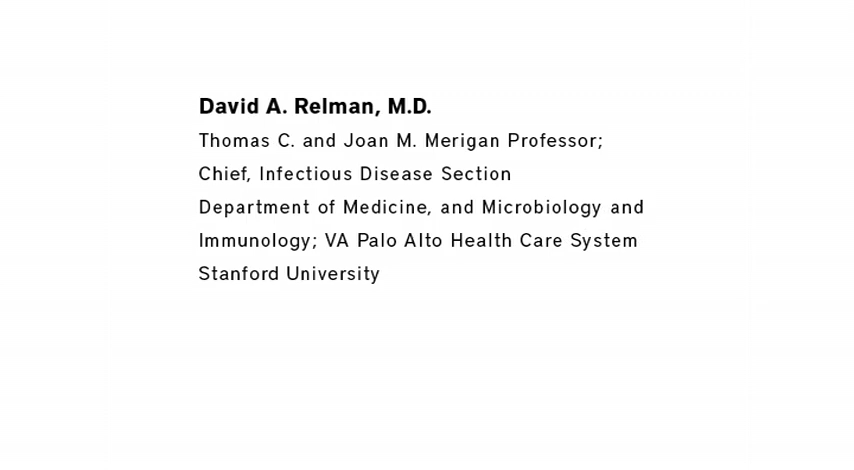 David A. Relman, M.D.
Thomas C. and Joan M. Merigan Professor;
Chief, Infectious Disease Section
Department of Medicine, and Microbiology and
Immunology; VA Palo Alto Health Care System
Stanford University